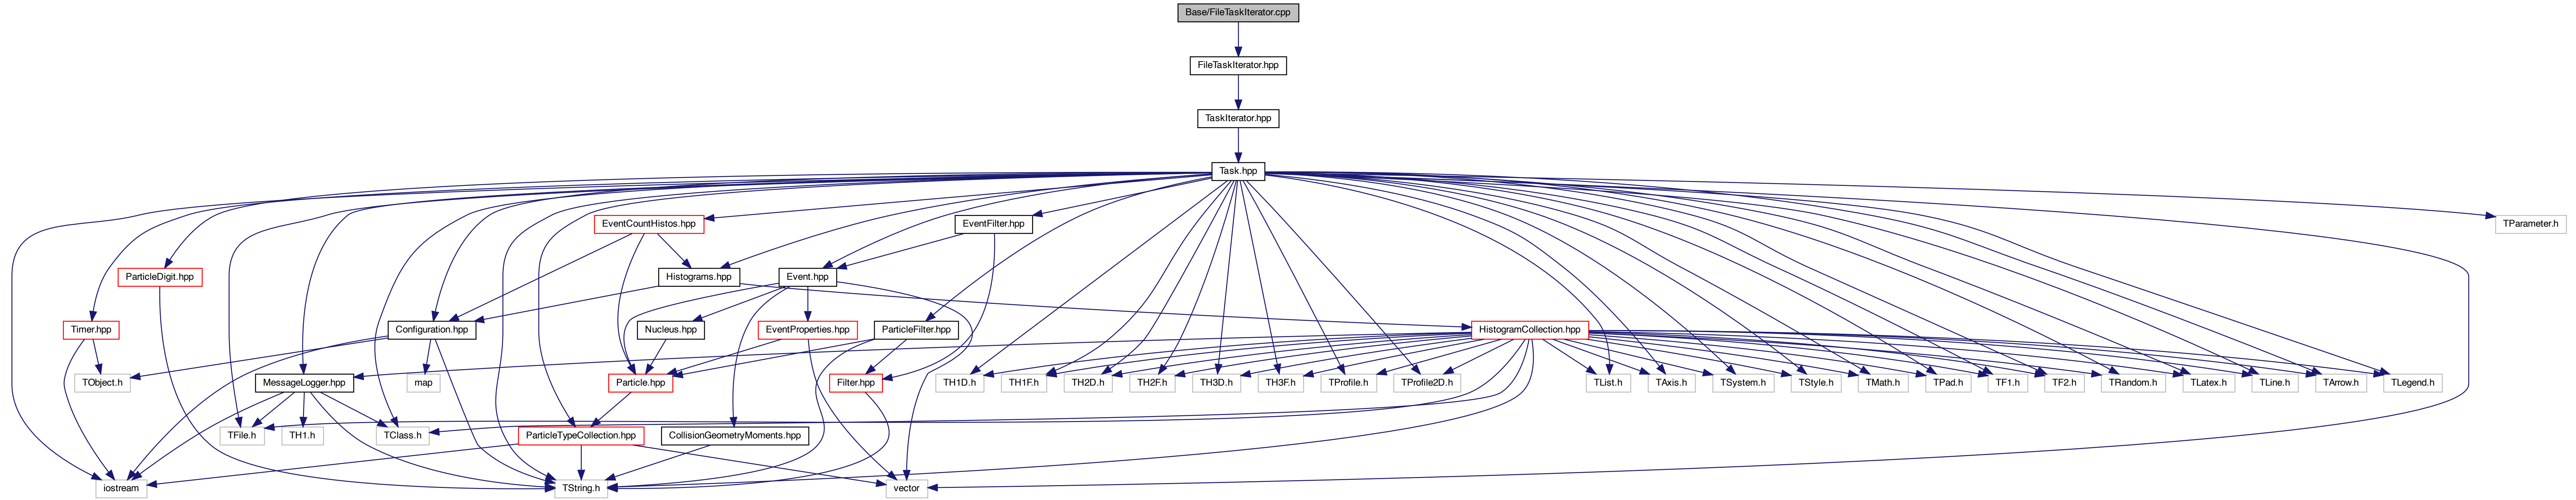 Base/FileTaskIterator.cpp
FileTaskIterator.hpp
TaskIterator.hpp
Task.hpp
EventCountHistos.hpp
EventFilter.hpp
TParameter.h
ParticleDigit.hpp
Histograms.hpp
Event.hpp
Timer.hpp
Configuration.hpp
Nucleus.hpp
EventProperties.hpp
ParticleFilter.hpp
HistogramCollection.hpp
TObject.h
MessageLogger.hpp
map
Particle.hpp
Filter.hpp
TH1D.h
TH1F.h
TH2D.h
TH2F.h
TH3D.h
TH3F.h
TProfile.h
TProfile2D.h
TList.h
TAxis.h
TSystem.h
TStyle.h
TMath.h
TPad.h
TF1.h
TF2.h
TRandom.h
TLatex.h
TLine.h
TArrow.h
TLegend.h
TFile.h
TH1.h
TClass.h
ParticleTypeCollection.hpp
CollisionGeometryMoments.hpp
iostream
TString.h
vector